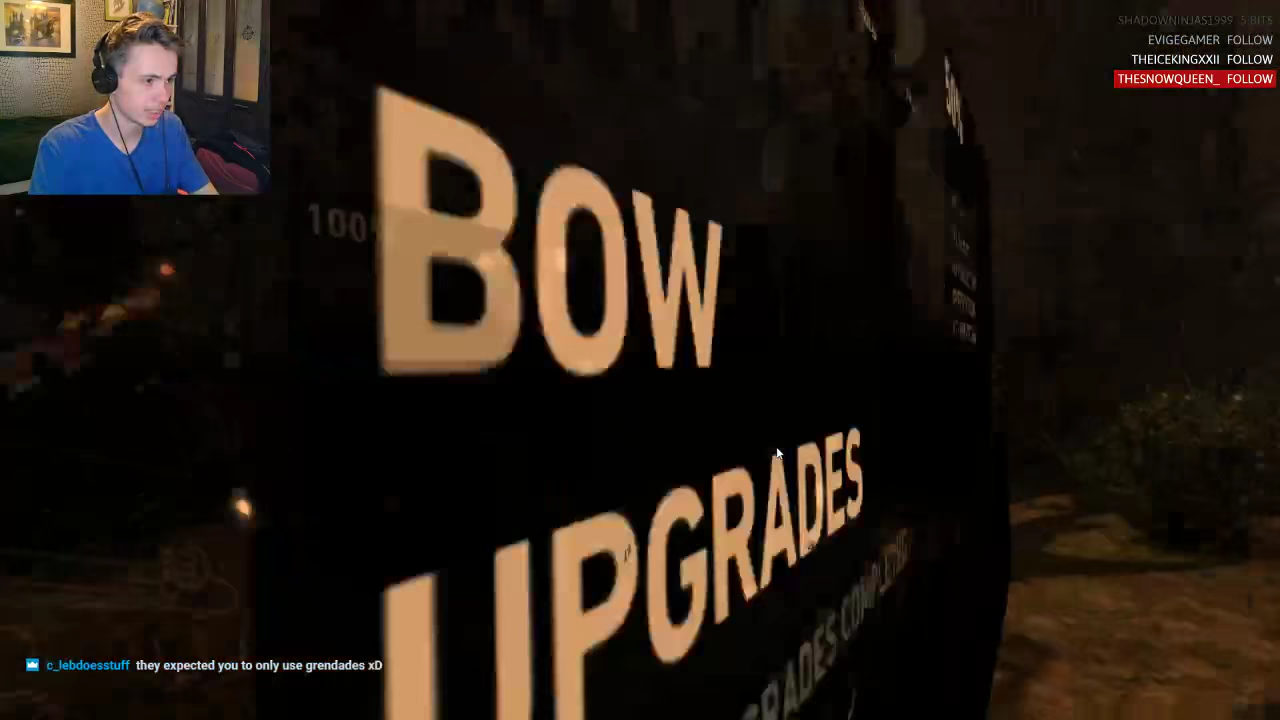 SHADOWNINJAS1999 5 BITS
EVIGEGAMER FOLLOW
THEICEKINGXXII FOLLOW
THESNOWQUEEN_ FOLLOW
100
BOW
UPGRADES
c_lebdoesstuff they expected you to only use grendades xD